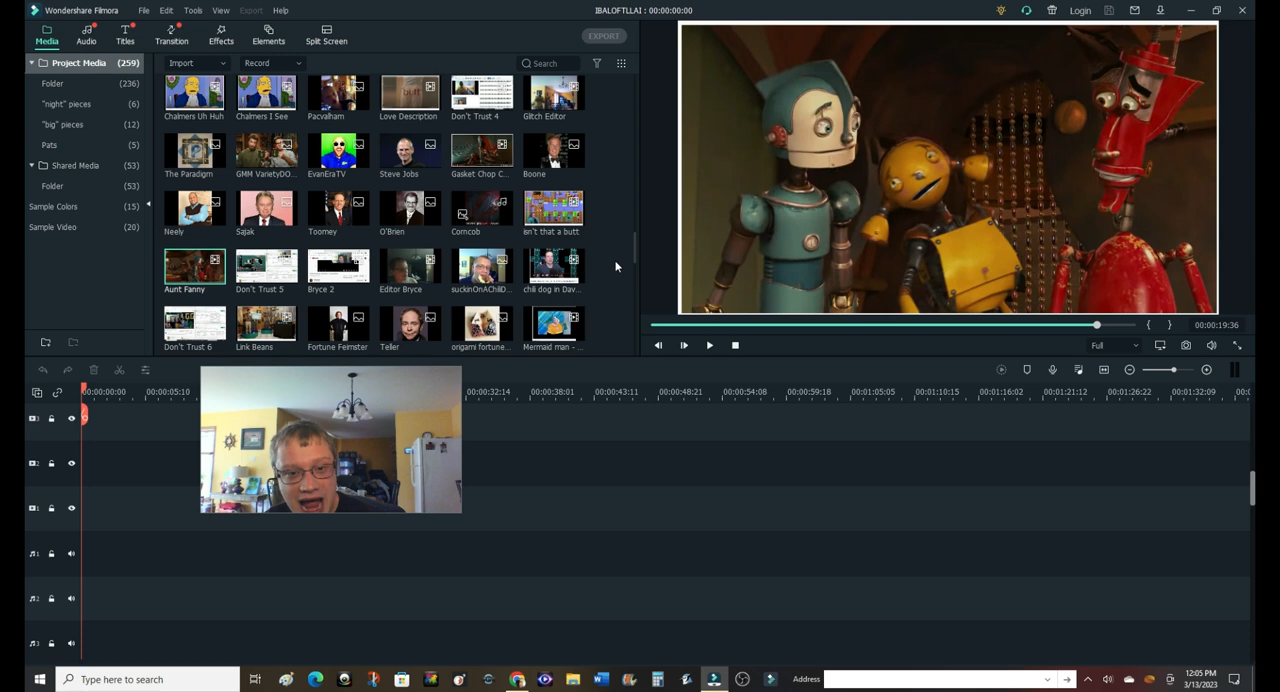 Wondershare Filmora File Edit Tools View Export Help IBALOFTLLAI : 00:00:00:00 Login
Media Audio Titles Transition Effects Elements Split Screen EXPORT
Project Media (259) Import Record Search
Folder (236)
"night" pieces (6)
"big" pieces (12)
Pats (5)
Shared Media (53)
Folder (53)
Sample Colors (15)
Sample Video (20)
Chalmers Uh Huh Chalmers I See Pacvalham Love Description Don't Trust 4 Glitch Editor
The Paradigm GMM VarietyDO... EvanEraTV Steve Jobs Gasket Chop C... Boone
Neely Sajak Toomey O'Brien Corncob isn't that a butt
Aunt Fanny Don't Trust 5 Bryce 2 Editor Bryce suckinOnAChiliD... chili dog in Dav...
Don't Trust 6 Link Beans Fortune Feimster Teller origami fortune... Mermaid man - ...
00:00:19:36
Full
00:00:00:00 00:00:05:10 00:00:32:14 00:00:38:01 00:00:43:11 00:00:48:21 00:00:54:08 00:00:59:18 00:01:05:05 00:01:10:15 00:01:16:02 00:01:21:12 00:01:26:22 00:01:32:09
3
2
1
1
2
3
Type here to search Address 12:05 PM
3/13/2023